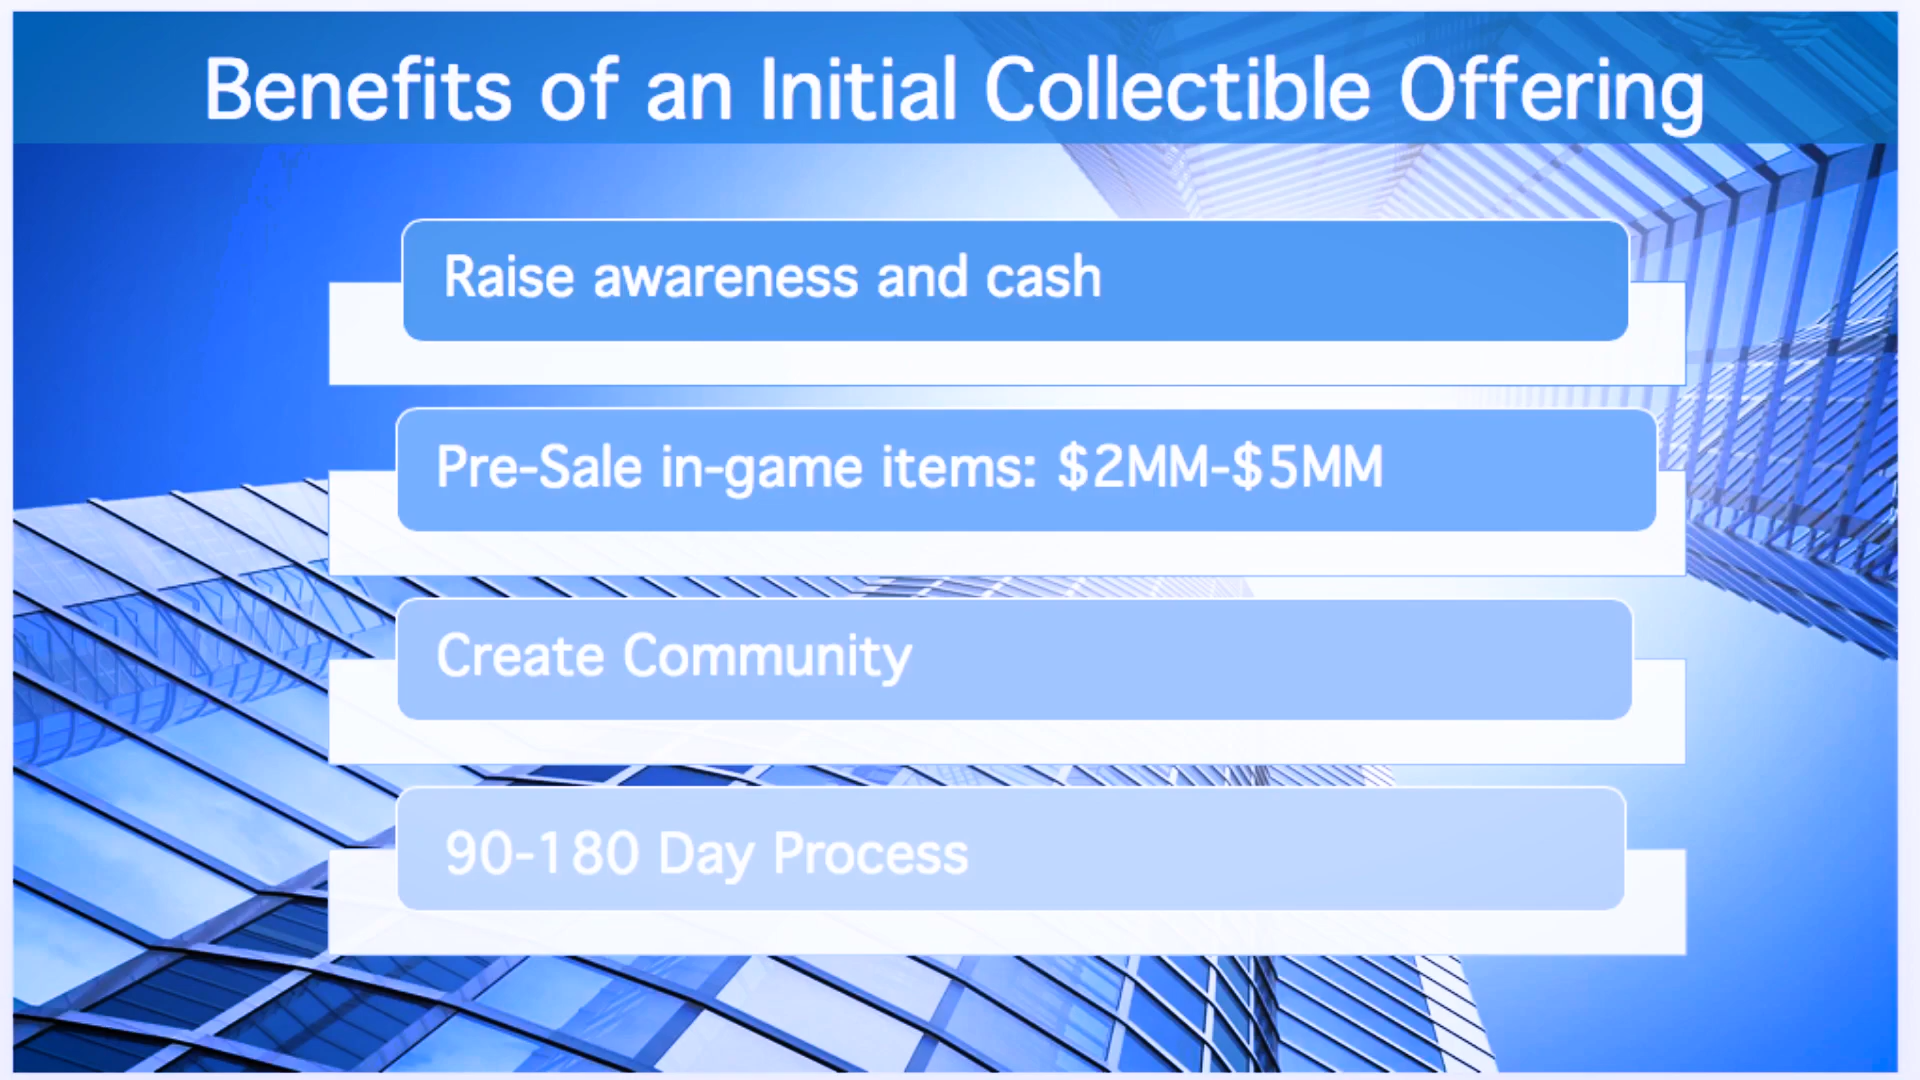 Benefits of an Initial Collectible Offering
Raise awareness and cash
Pre-Sale in-game items: $2MM-$5MM
Create Community
90-180 Day Process